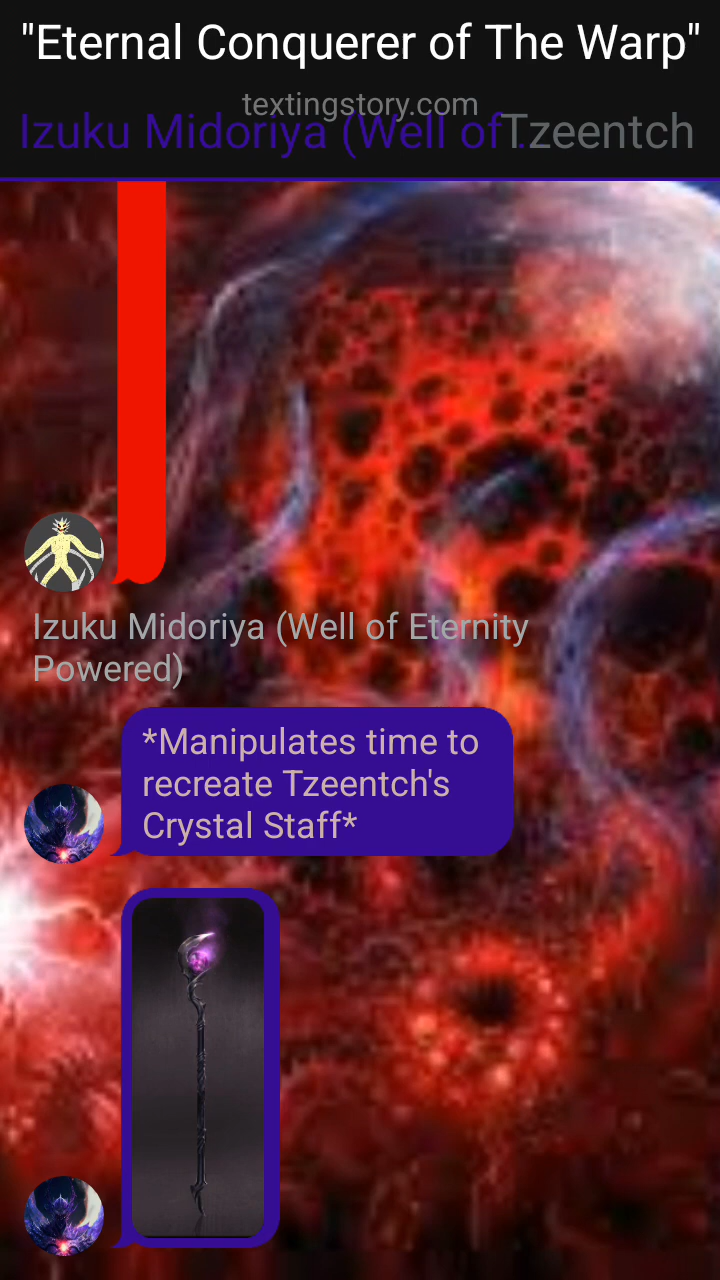 "Eternal Conquerer of The Warp"
textingstory.com
Izuku Midoriya (Well of.
Tzeentch
Izuku Midoriya (Well of Eternity
Powered)
*Manipulates time to
recreate Tzeentch's
Crystal Staff*